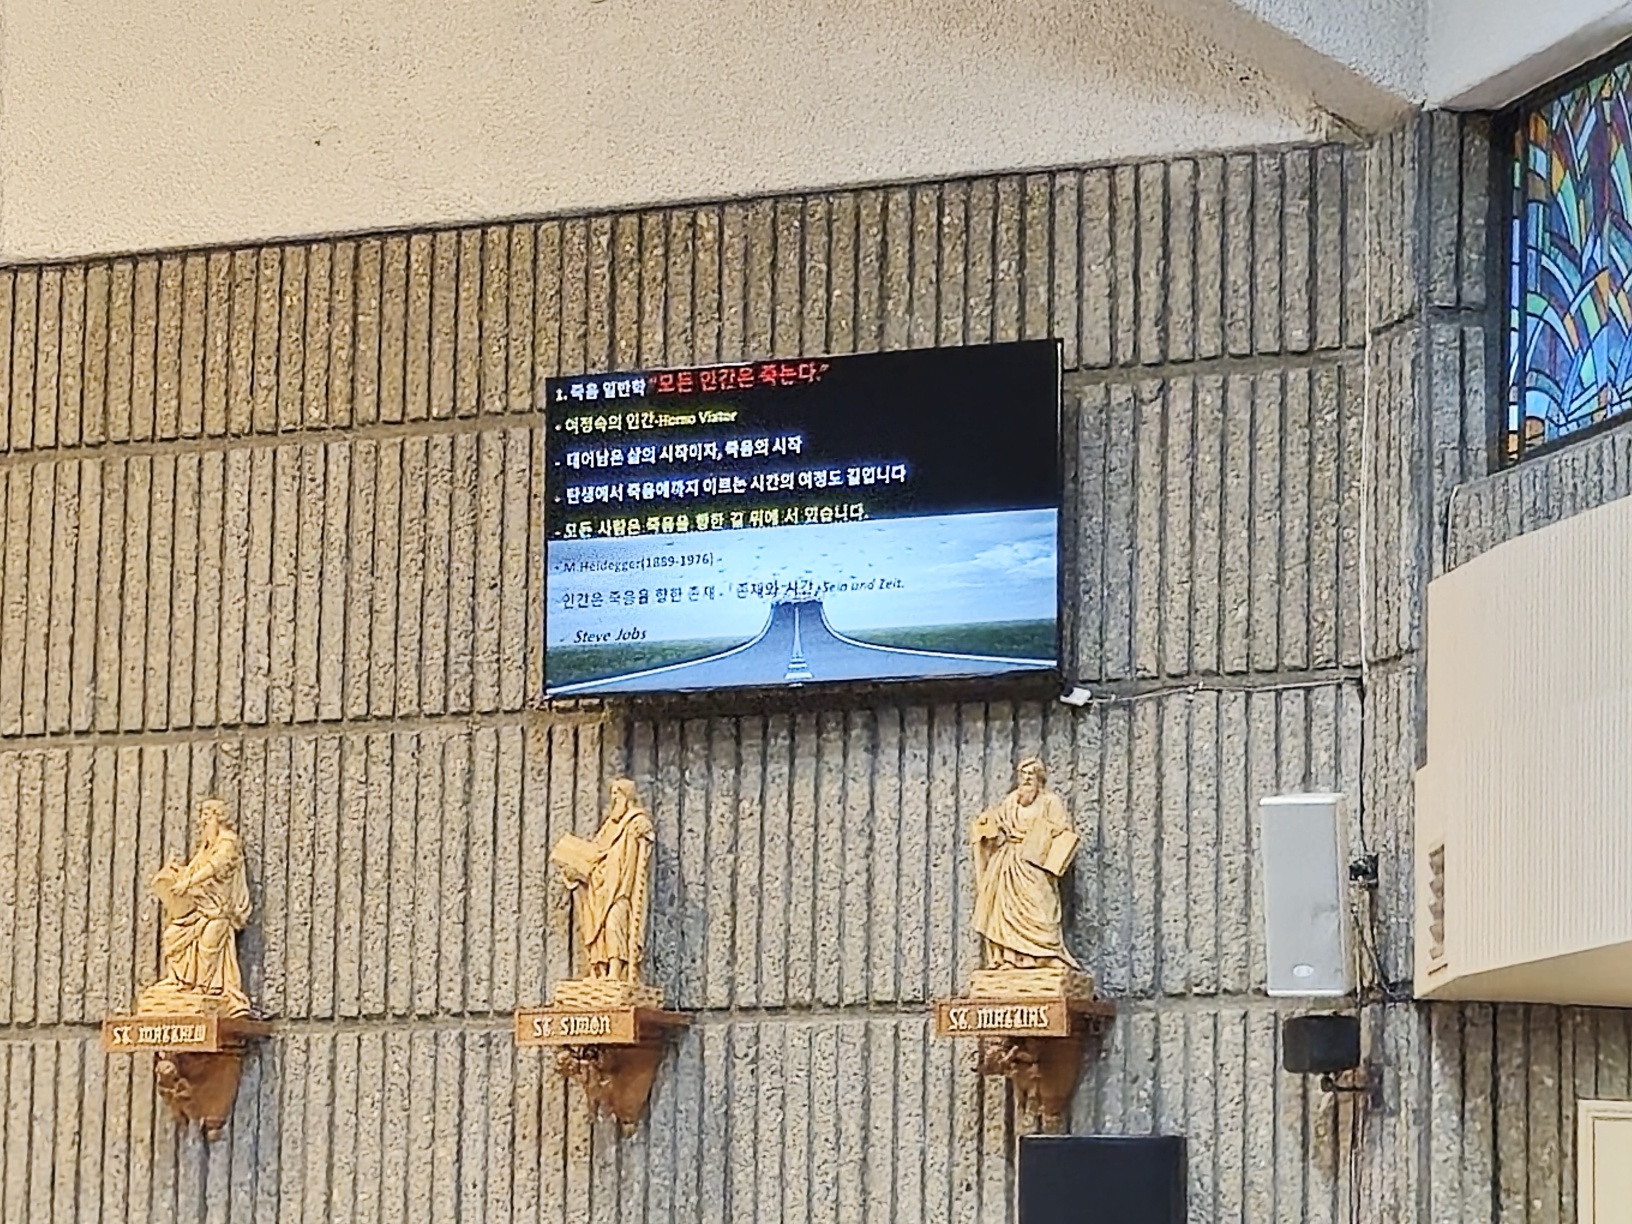 1. 죽음 일반학 "모든 인간은 죽는다."
- 여정속의 인간-Homo Viator
- 태어남은 삶의 시작이자, 죽음의 시작
- 탄생에서 죽음에까지 이르는 시간의 여정도 길입니다
- 모든 사람은 죽음을 향한 길 위에 서 있습니다.
- M.Heidegger(1889-1976) -
인간은 죽음을 향한 존재 -「존재와 시간」Sein und Zeit.
Steve Jobs
ST. MATTHEW
ST. SIMON
ST. MATTIAS